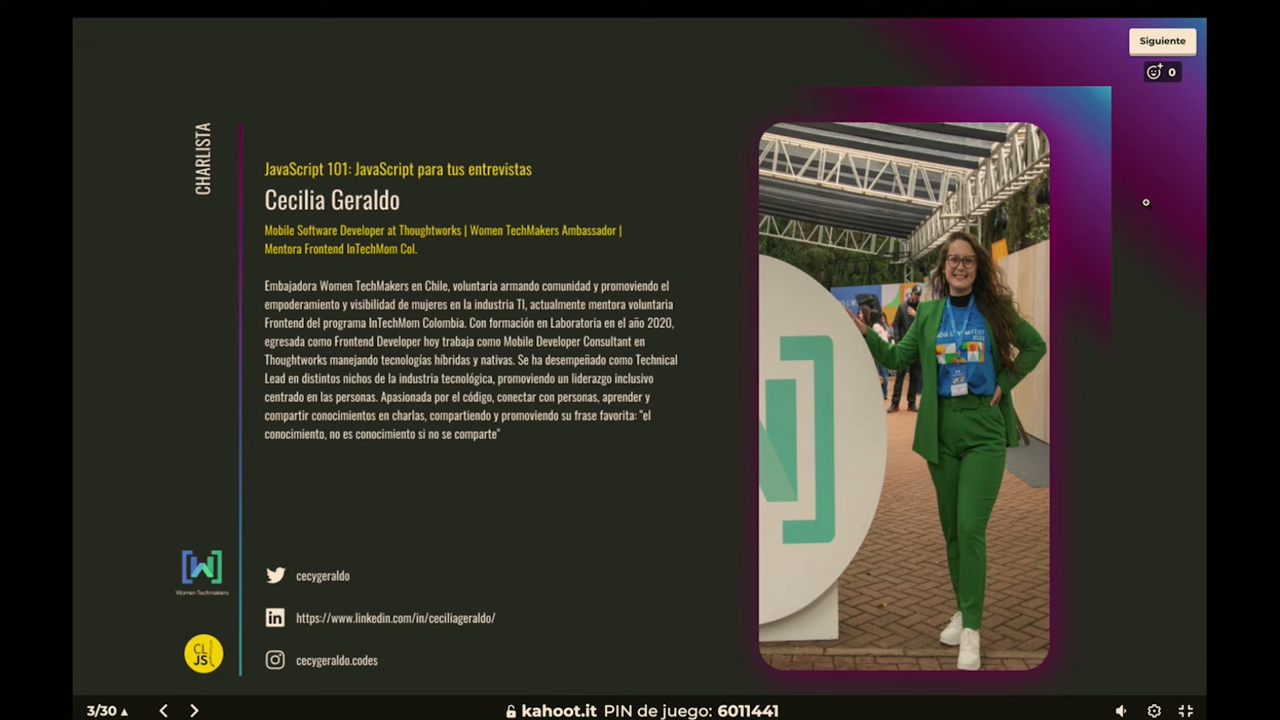 Siguiente
0
CHARLISTA
JavaScript 101: JavaScript para tus entrevistas
Cecilia Geraldo
Mobile Software Developer at Thoughtworks | Women TechMakers Ambassador |
Mentora Frontend InTechMom Col.
Embajadora Women TechMakers en Chile, voluntaria armando comunidad y promoviendo el
empoderamiento y visibilidad de mujeres en la industria TI, actualmente mentora voluntaria
Frontend del programa InTechMom Colombia. Con formación en Laboratoria en el año 2020,
egresada como Frontend Developer hoy trabaja como Mobile Developer Consultant en
Thoughtworks manejando tecnologías híbridas y nativas. Se ha desempeñado como Technical
Lead en distintos nichos de la industria tecnológica, promoviendo un liderazgo inclusivo
centrado en las personas. Apasionada por el código, conectar con personas, aprender y
compartir conocimientos en charlas, compartiendo y promoviendo su frase favorita: "el
conocimiento, no es conocimiento si no se comparte"
Women Techmakers
cecygeraldo
https://www.linkedin.com/in/ceciliageraldo/
CL
JS
cecygeraldo.codes
3/30
kahoot.it PIN de juego: 6011441